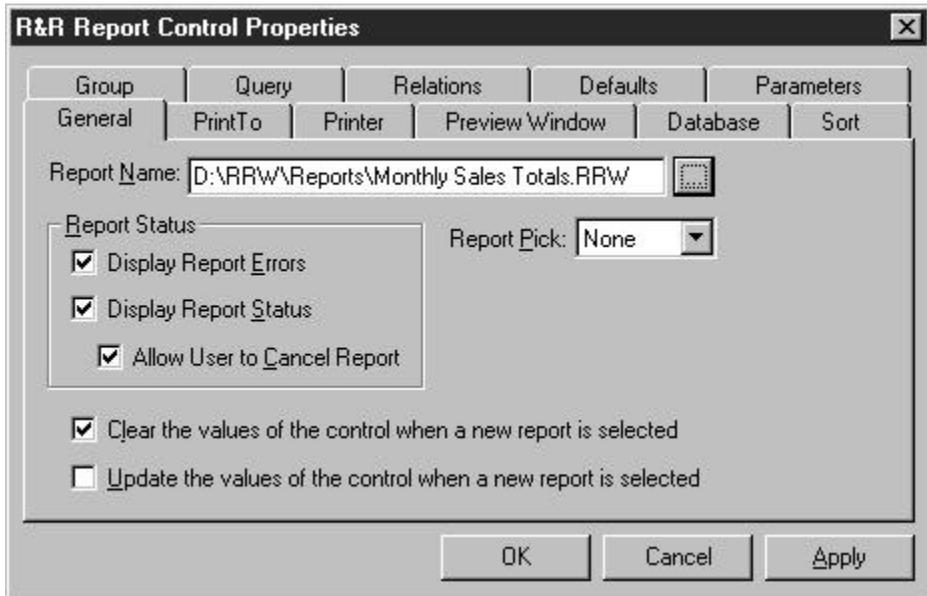 R&R Report Control Properties
Group Query Relations Defaults Parameters
General PrintTo Printer Preview Window Database Sort
Report Name: D:\RRW\Reports\Monthly Sales Totals.RRW ...
Report Status
Report Pick: None
Display Report Errors
Display Report Status
Allow User to Cancel Report
Clear the values of the control when a new report is selected
Update the values of the control when a new report is selected
OK Cancel Apply